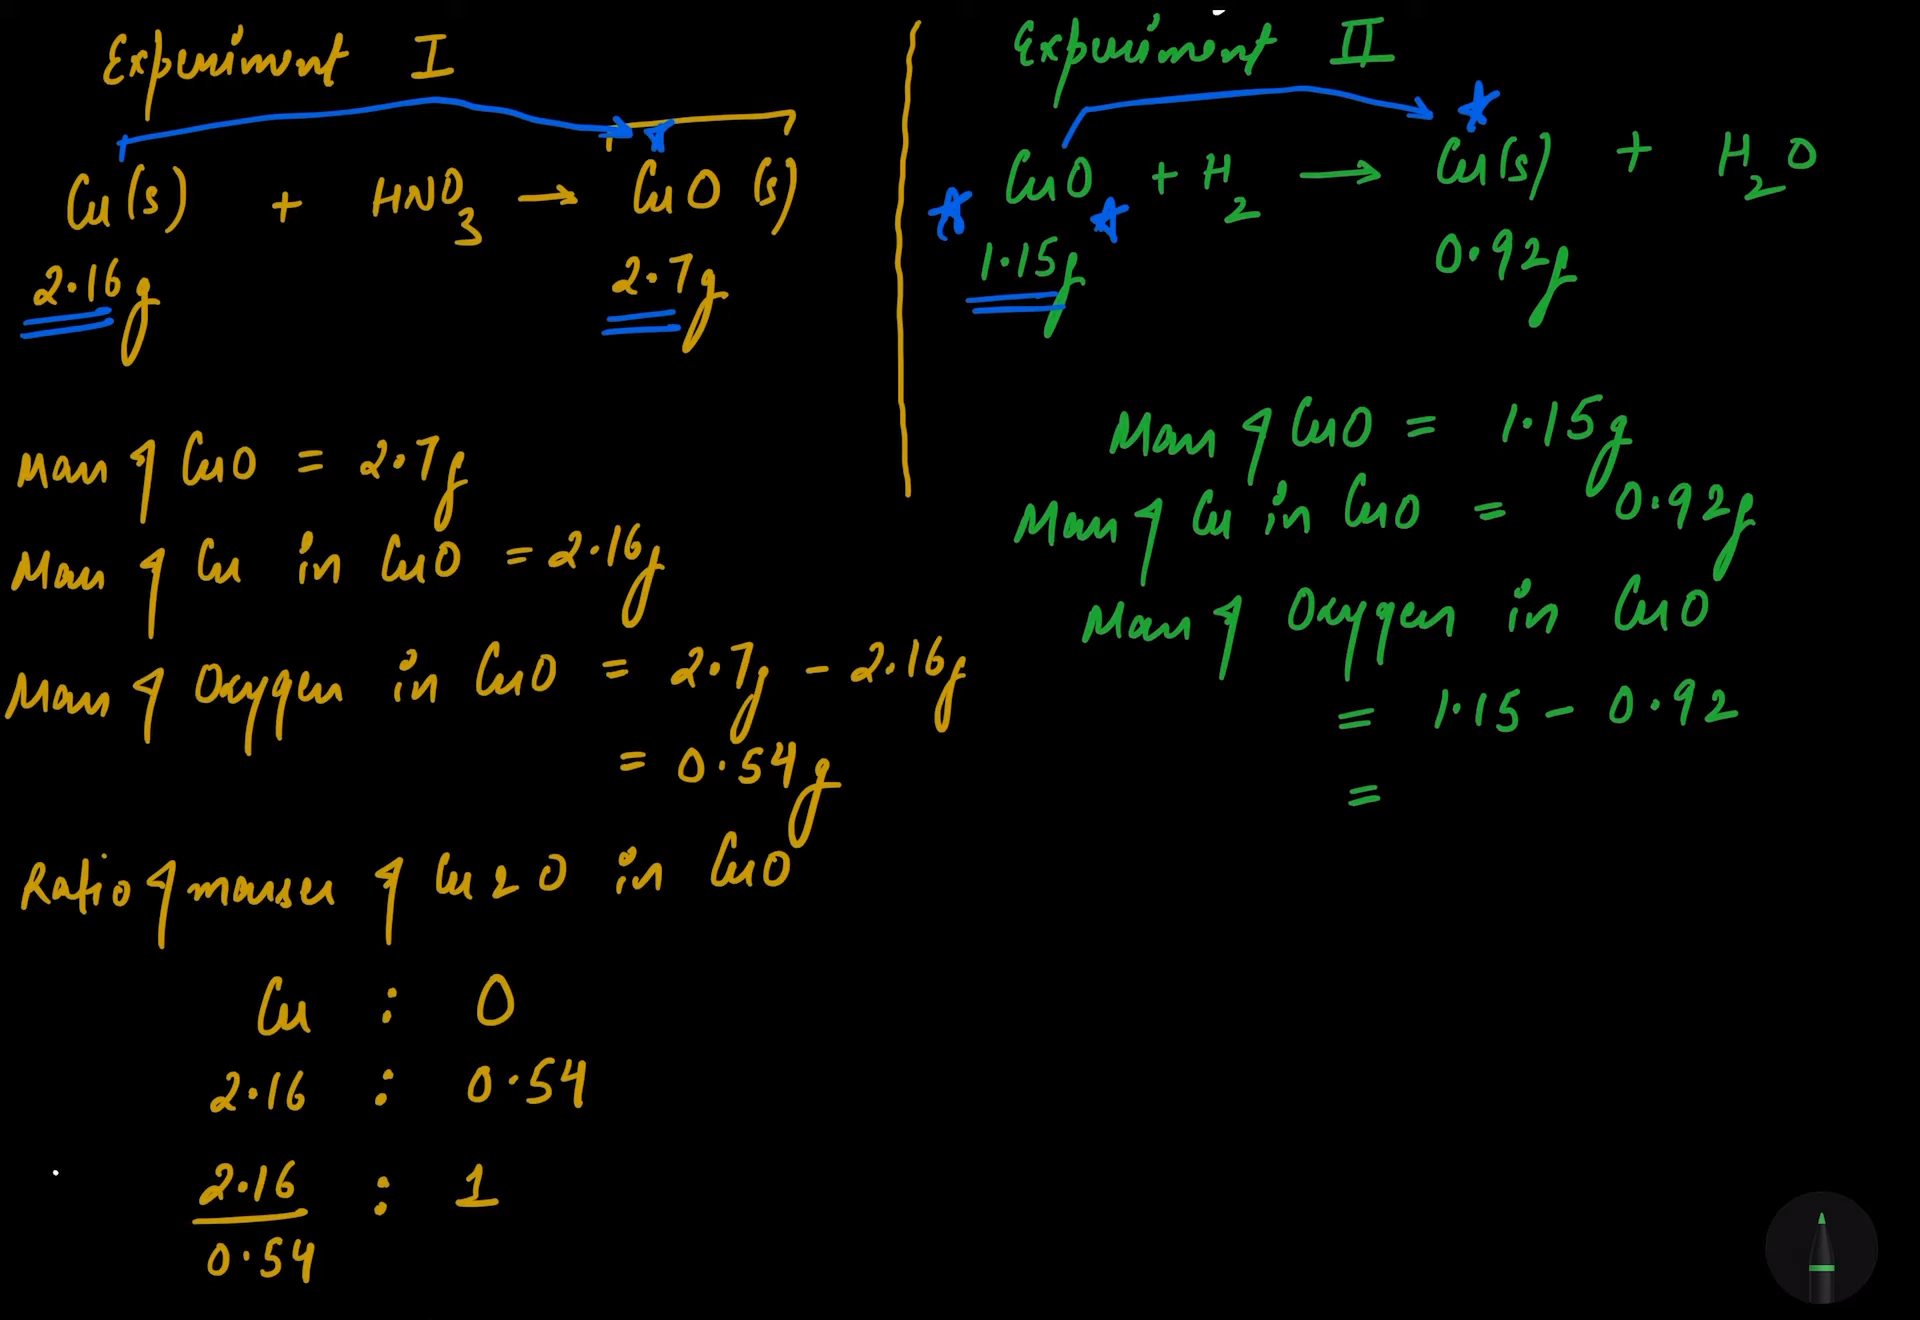 Experiment I
Cu(s) + HNO3 → CuO (s)
2.16g 2.7g
Mass of CuO = 2.7g
Mass of Cu in CuO = 2.16g
Mass of Oxygen in CuO = 2.7g - 2.16g
= 0.54g
Ratio of masses of Cu & O in CuO
Cu : O
2.16 : 0.54
2.16 : 1
0.54
Experiment II
CuO + H2 → Cu(s) + H2O
1.15g 0.92g
Mass of CuO = 1.15g
Mass of Cu in CuO = 0.92g
Mass of Oxygen in CuO
= 1.15 - 0.92
=